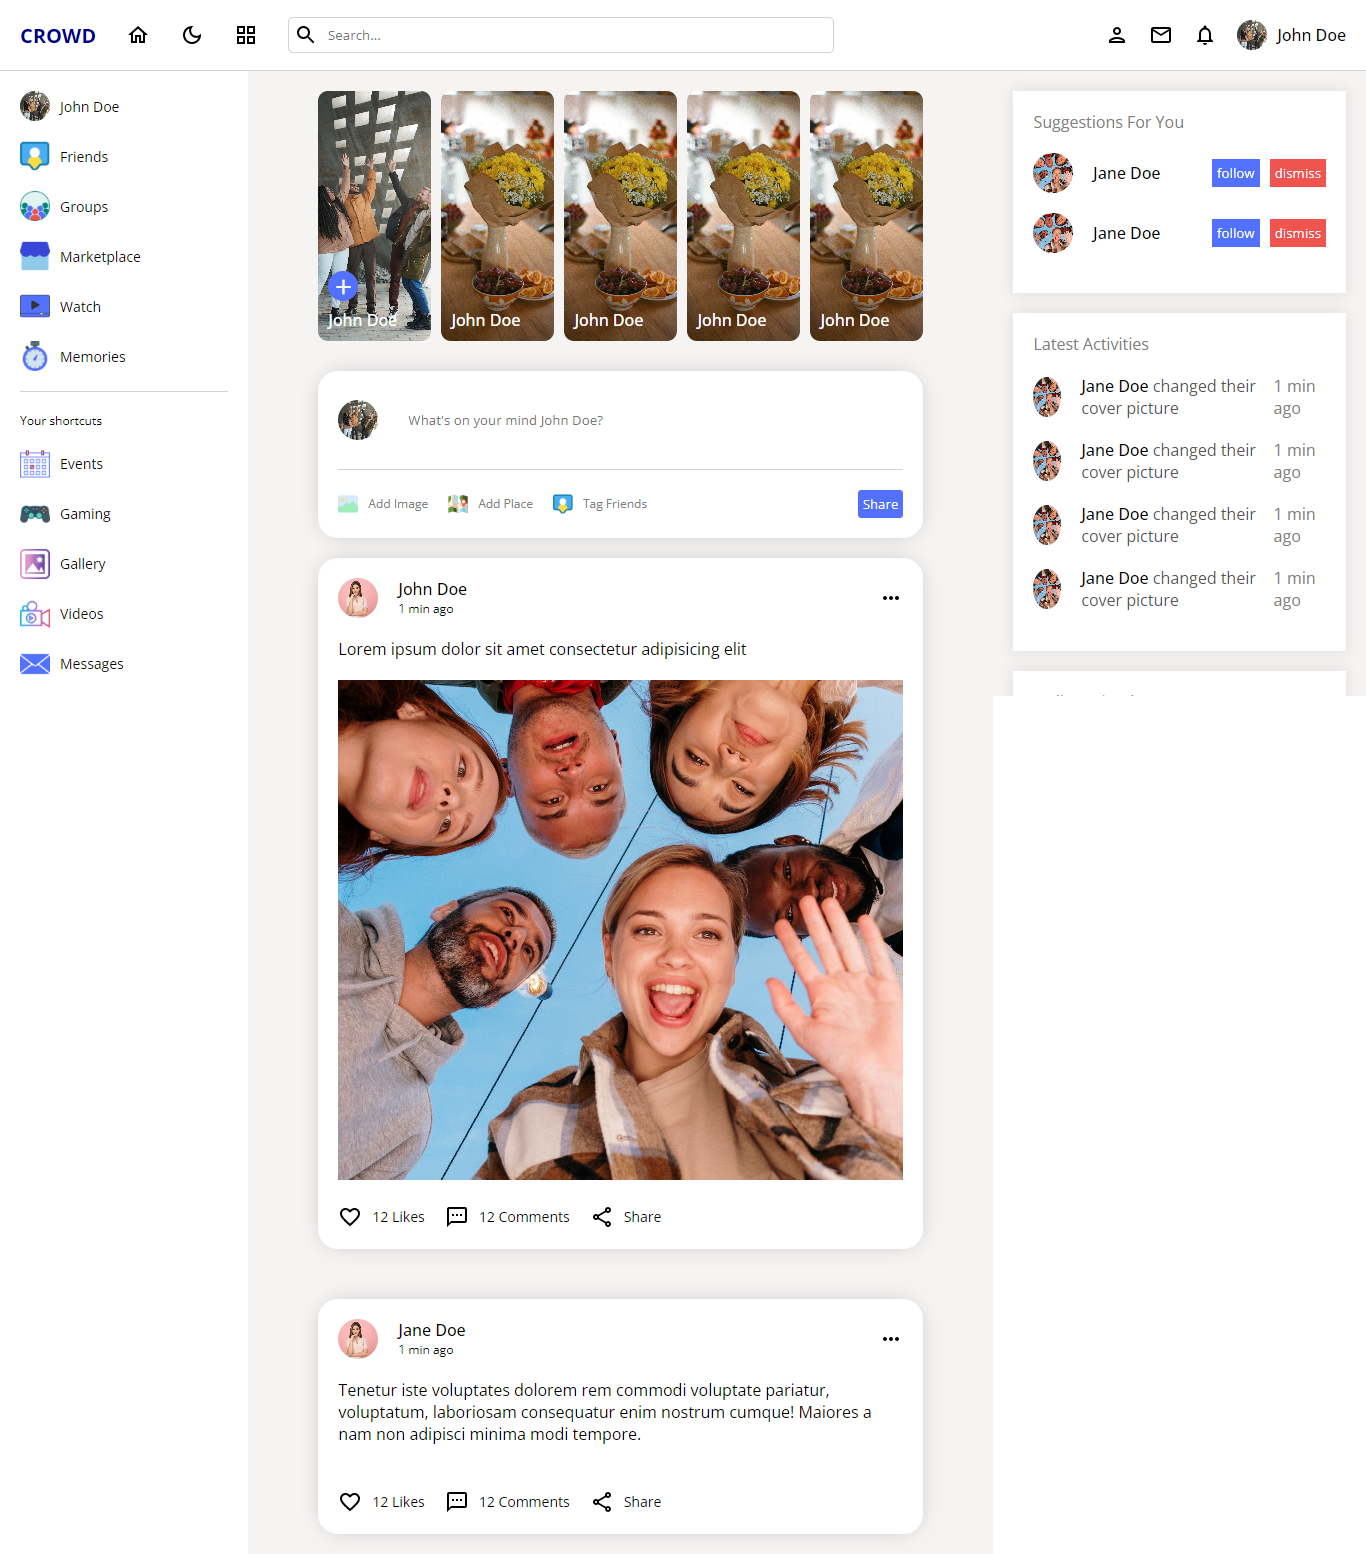 CROWD
Search...
John Doe
John Doe
Friends
Groups
Marketplace
Watch
Memories
Your shortcuts
Events
Gaming
Gallery
Videos
Messages
John Doe
John Doe
John Doe
John Doe
John Doe
What's on your mind John Doe?
Add Image
Add Place
Tag Friends
Share
John Doe
1 min ago
Lorem ipsum dolor sit amet consectetur adipisicing elit
12 Likes
12 Comments
Share
Jane Doe
1 min ago
Tenetur iste voluptates dolorem rem commodi voluptate pariatur,
voluptatum, laboriosam consequatur enim nostrum cumque! Maiores a
nam non adipisci minima modi tempore.
12 Likes
12 Comments
Share
Suggestions For You
Jane Doe
follow
dismiss
Jane Doe
follow
dismiss
Latest Activities
Jane Doe changed their
cover picture
1 min
ago
Jane Doe changed their
cover picture
1 min
ago
Jane Doe changed their
cover picture
1 min
ago
Jane Doe changed their
cover picture
1 min
ago